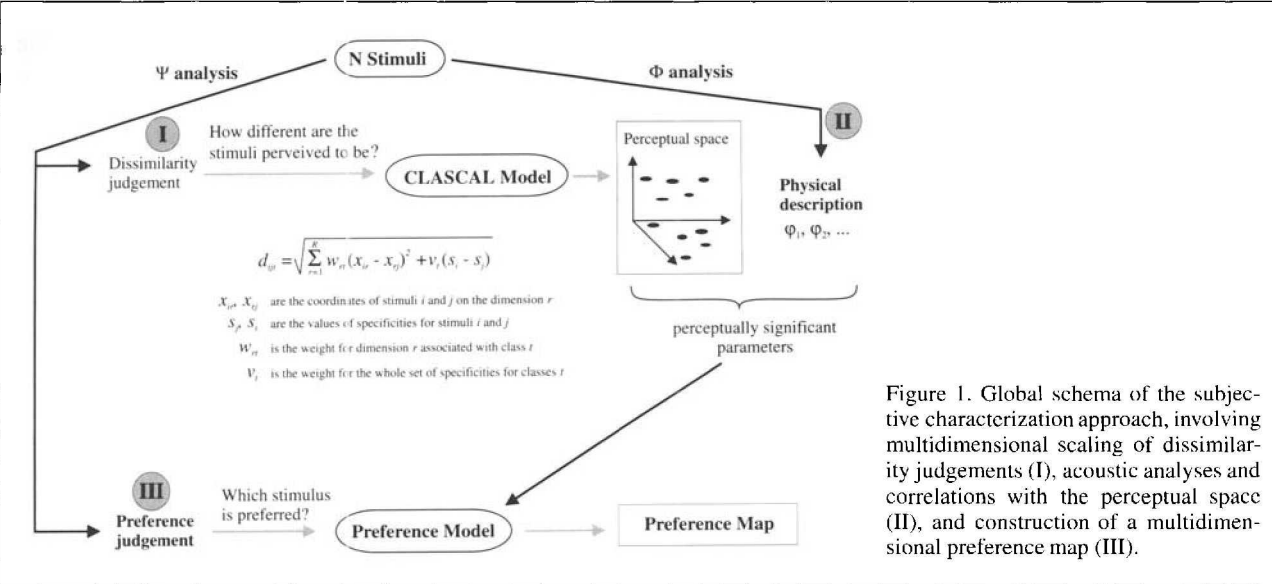 N Stimuli
Ψ analysis
Φ analysis
I
II
How different are the
stimuli perveived to be?
Dissimilarity
judgement
CLASCAL Model
Perceptual space
Physical
description
φ₁, φ₂, ...
d_ijt = √( Σ_{r=1}^{R} w_rt (x_ir - x_rj)² + v_t (s_i - s_j) )
x_ir, x_rj are the coordinates of stimuli i and j on the dimension r
s_j, s_i are the values of specificities for stimuli i and j
w_rt is the weight for dimension r associated with class t
v_t is the weight for the whole set of specificities for classes t
perceptually significant
parameters
III
Which stimulus
is preferred?
Preference
judgement
Preference Model
Preference Map
Figure 1. Global schema of the subjec-
tive characterization approach, involving
multidimensional scaling of dissimilar-
ity judgements (I), acoustic analyses and
correlations with the perceptual space
(II), and construction of a multidimen-
sional preference map (III).